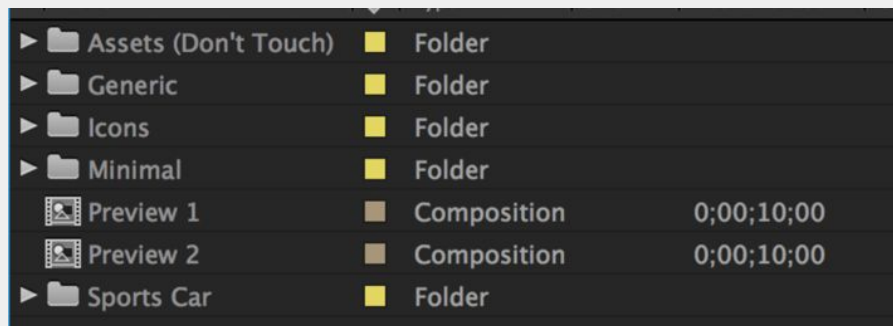 Assets (Don't Touch) Folder
Generic Folder
Icons Folder
Minimal Folder
Preview 1 Composition 0;00;10;00
Preview 2 Composition 0;00;10;00
Sports Car Folder